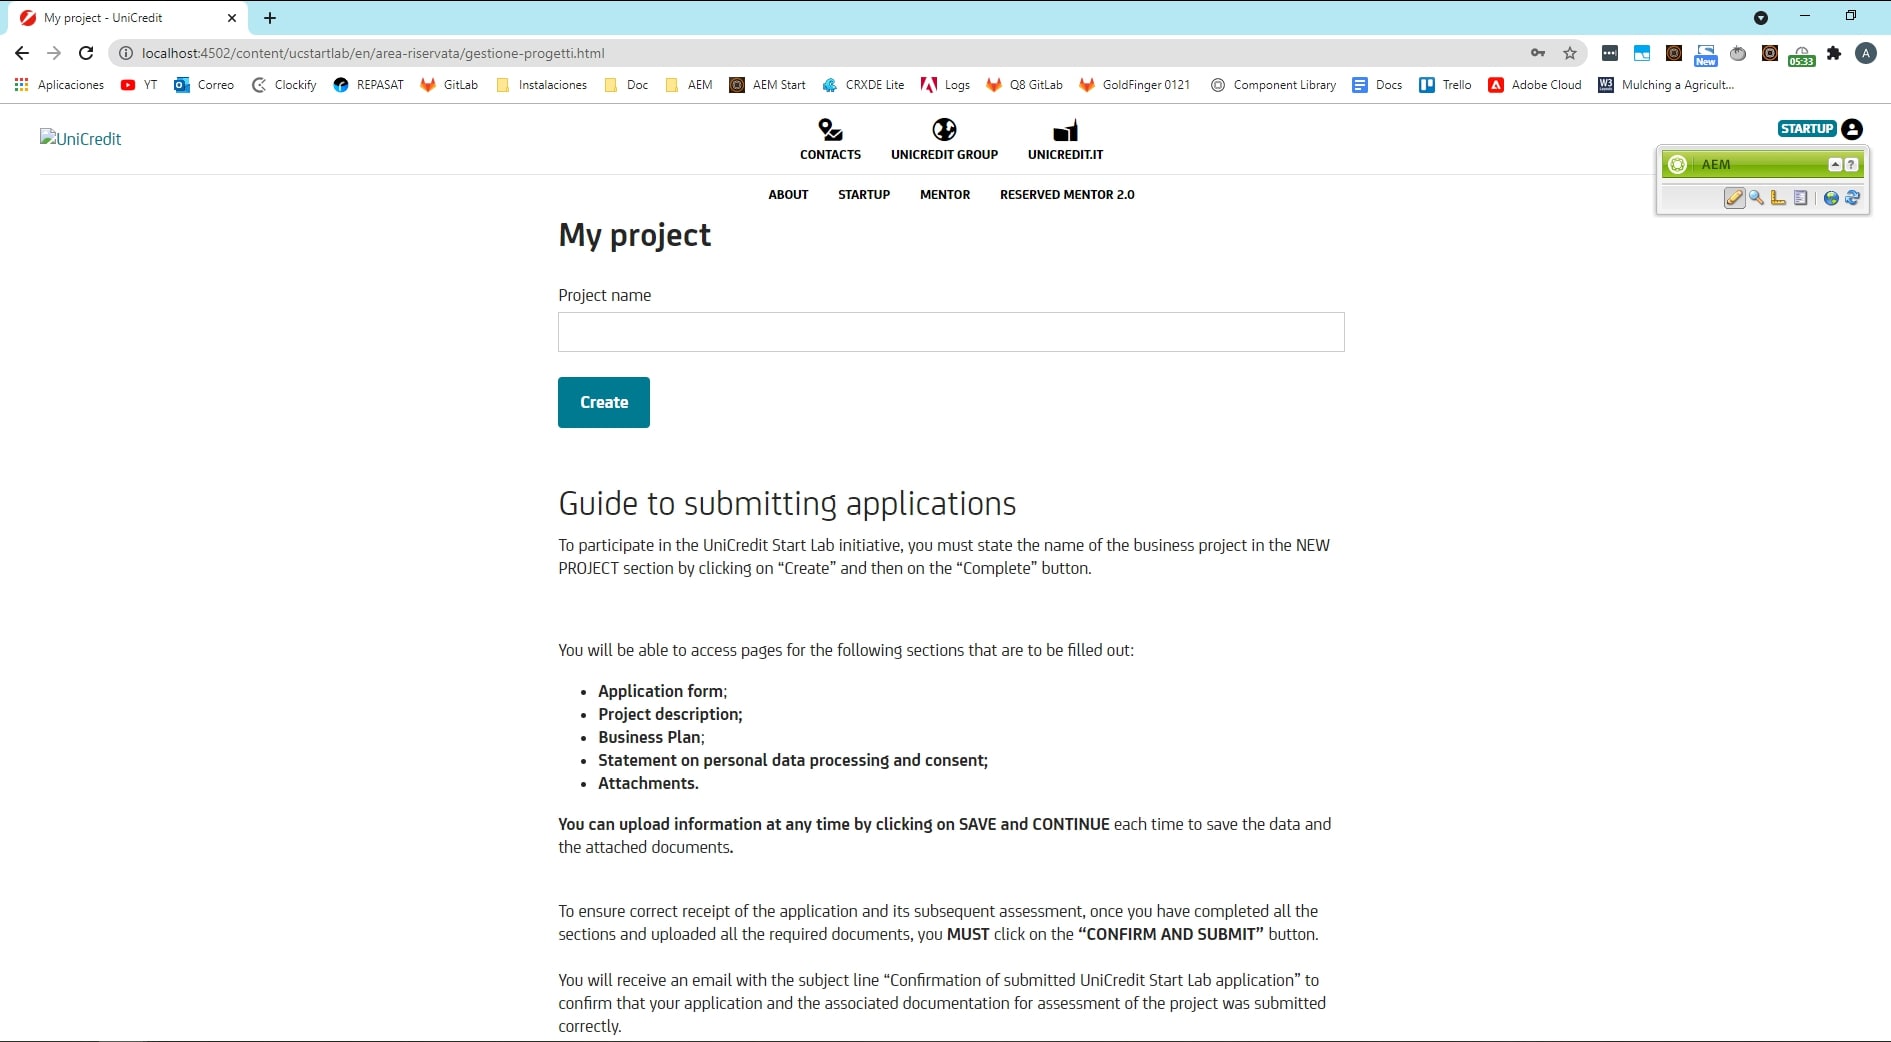 My project - UniCredit
localhost:4502/content/ucstartlab/en/area-riservata/gestione-progetti.html
New
05:33
A
Aplicaciones YT Correo Clockify REPASAT GitLab Instalaciones Doc AEM AEM Start CRXDE Lite Logs Q8 GitLab GoldFinger 0121 Component Library Docs Trello Adobe Cloud W3 Mulching a Agricult...
UniCredit
CONTACTS UNICREDIT GROUP UNICREDIT.IT
STARTUP
AEM
?
ABOUT STARTUP MENTOR RESERVED MENTOR 2.0
My project
Project name
Create
Guide to submitting applications
To participate in the UniCredit Start Lab initiative, you must state the name of the business project in the NEW
PROJECT section by clicking on “Create” and then on the “Complete” button.
You will be able to access pages for the following sections that are to be filled out:
• Application form;
• Project description;
• Business Plan;
• Statement on personal data processing and consent;
• Attachments.
You can upload information at any time by clicking on SAVE and CONTINUE each time to save the data and
the attached documents.
To ensure correct receipt of the application and its subsequent assessment, once you have completed all the
sections and uploaded all the required documents, you MUST click on the “CONFIRM AND SUBMIT” button.
You will receive an email with the subject line “Confirmation of submitted UniCredit Start Lab application” to
confirm that your application and the associated documentation for assessment of the project was submitted
correctly.